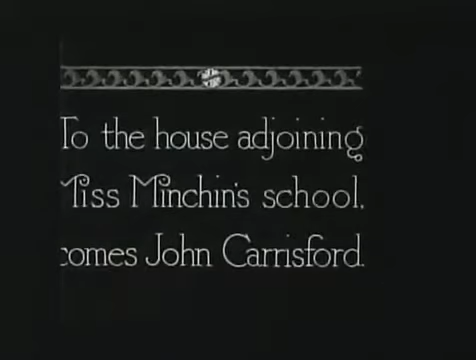 To the house adjoining
Miss Minchin's school,
comes John Carrisford.